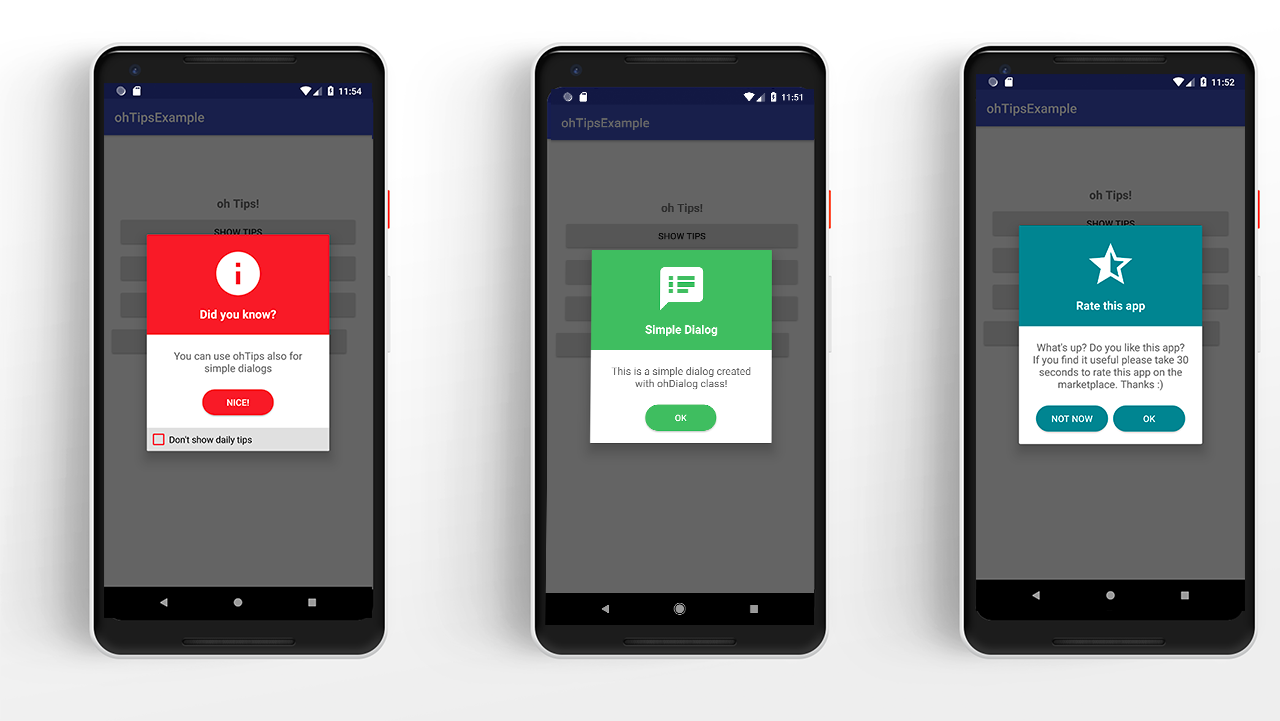 11:54
ohTipsExample
oh Tips!
SHOW TIPS
Did you know?
You can use ohTips also for
simple dialogs
NICE!
Don't show daily tips
11:51
ohTipsExample
oh Tips!
SHOW TIPS
Simple Dialog
This is a simple dialog created
with ohDialog class!
OK
11:52
ohTipsExample
oh Tips!
SHOW TIPS
Rate this app
What's up? Do you like this app?
If you find it useful please take 30
seconds to rate this app on the
marketplace. Thanks :)
NOT NOW OK